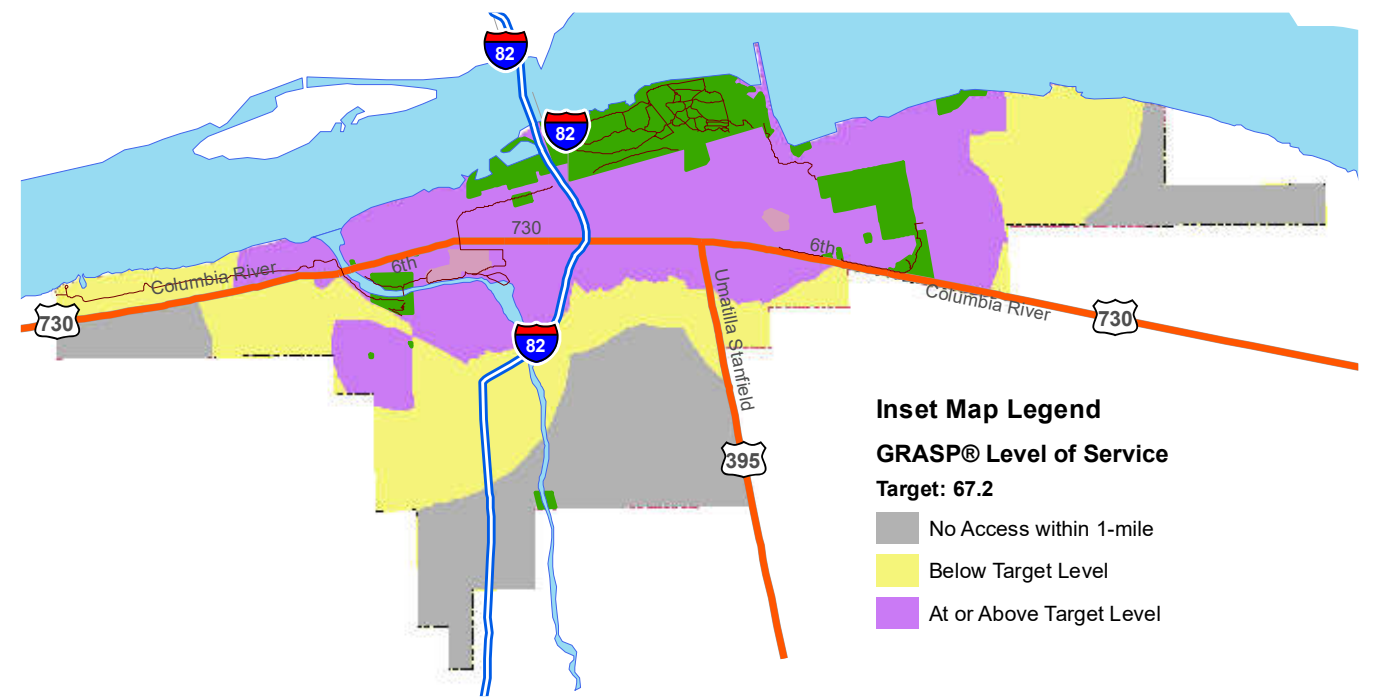 82
82
730
6th
6th
Columbia River
730
Umatilla Stanfield
Columbia River
730
82
395
Inset Map Legend
GRASP® Level of Service
Target: 67.2
No Access within 1-mile
Below Target Level
At or Above Target Level